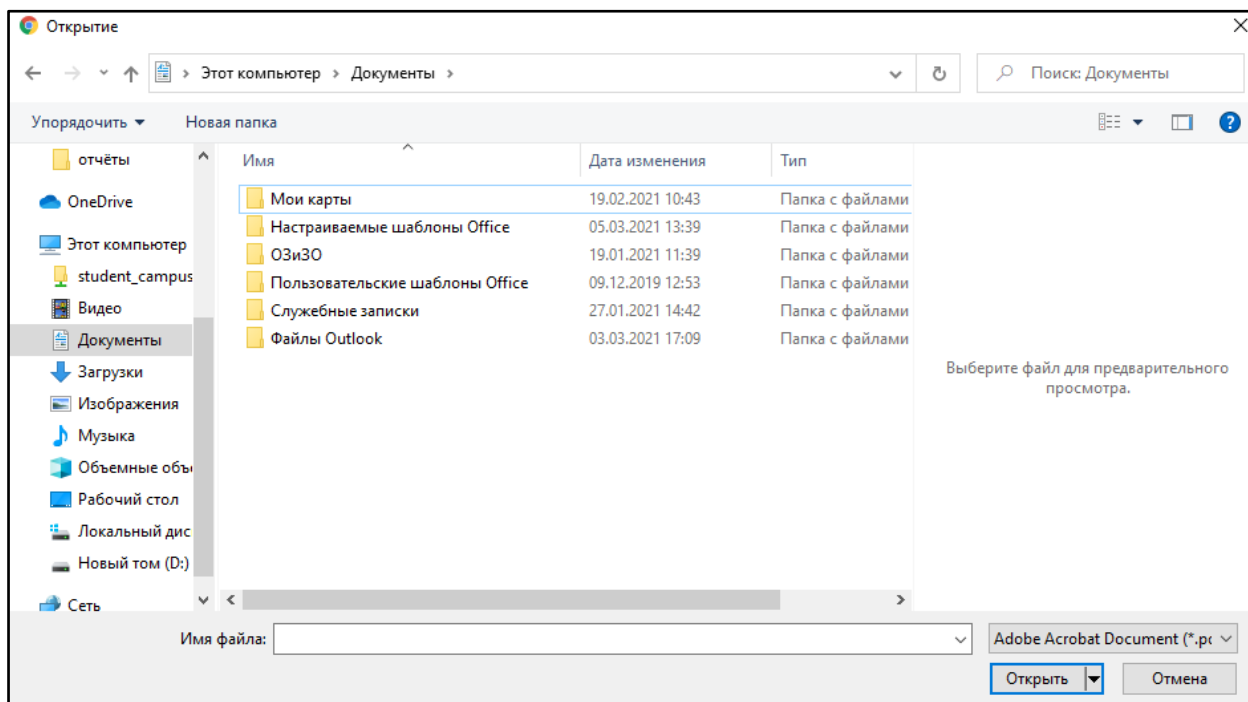 Открытие
Этот компьютер › Документы ›
Поиск: Документы
Упорядочить Новая папка
отчёты
OneDrive
Этот компьютер
student_campus
Видео
Документы
Загрузки
Изображения
Музыка
Объемные объ
Рабочий стол
Локальный дис
Новый том (D:)
Сеть
Имя Дата изменения Тип
Мои карты 19.02.2021 10:43 Папка с файлами
Настраиваемые шаблоны Office 05.03.2021 13:39 Папка с файлами
ОЗиЗО 19.01.2021 11:39 Папка с файлами
Пользовательские шаблоны Office 09.12.2019 12:53 Папка с файлами
Служебные записки 27.01.2021 14:42 Папка с файлами
Файлы Outlook 03.03.2021 17:09 Папка с файлами
Выберите файл для предварительного
просмотра.
Имя файла: Adobe Acrobat Document (*.pd
Открыть Отмена